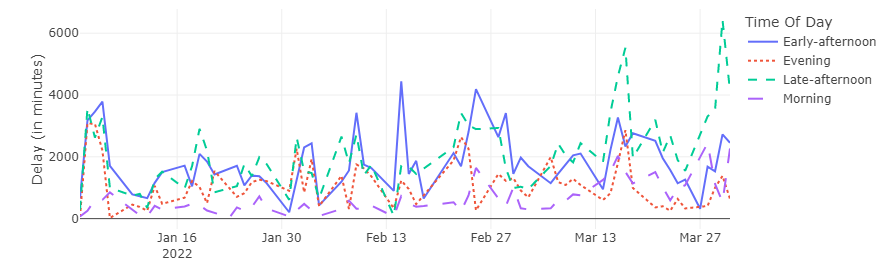 Time Of Day
Early-afternoon
Evening
Late-afternoon
Morning
Delay (in minutes)
6000
4000
2000
0
Jan 16
2022
Jan 30
Feb 13
Feb 27
Mar 13
Mar 27